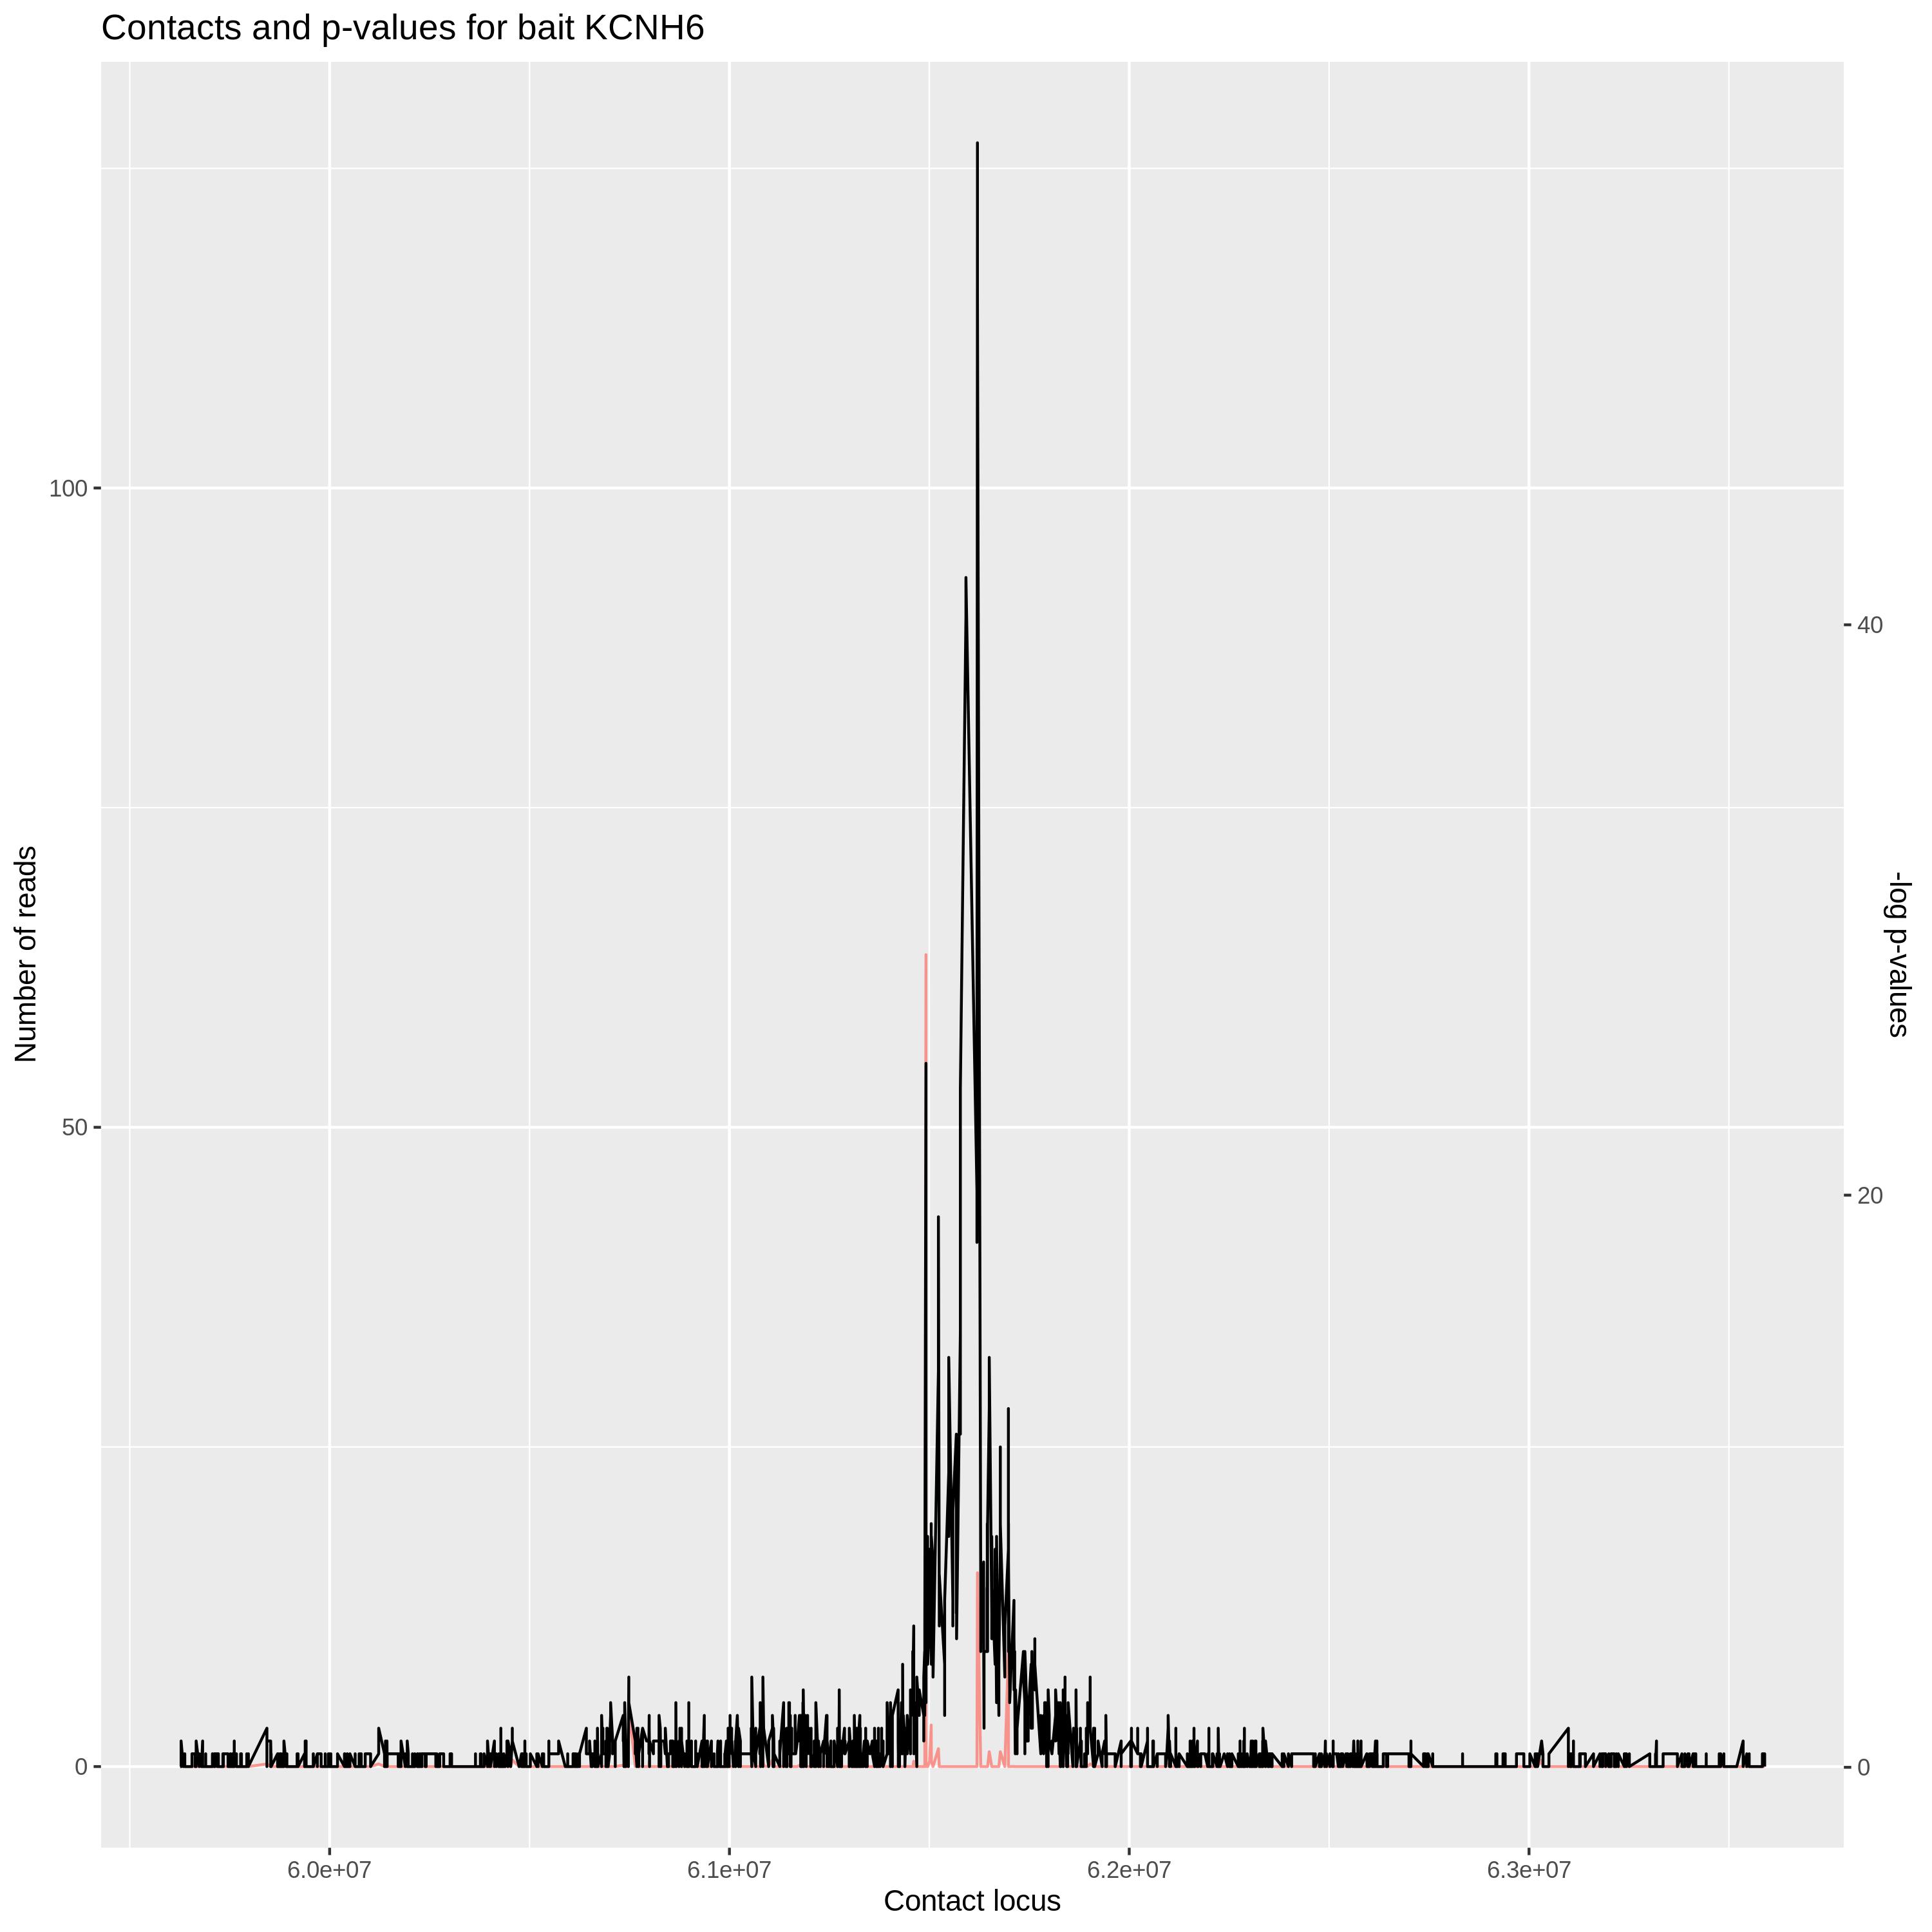 Contacts and p-values for bait KCNH6
Number of reads
100
50
0
-log p-values
40
20
0
6.0e+07
6.1e+07
6.2e+07
6.3e+07
Contact locus